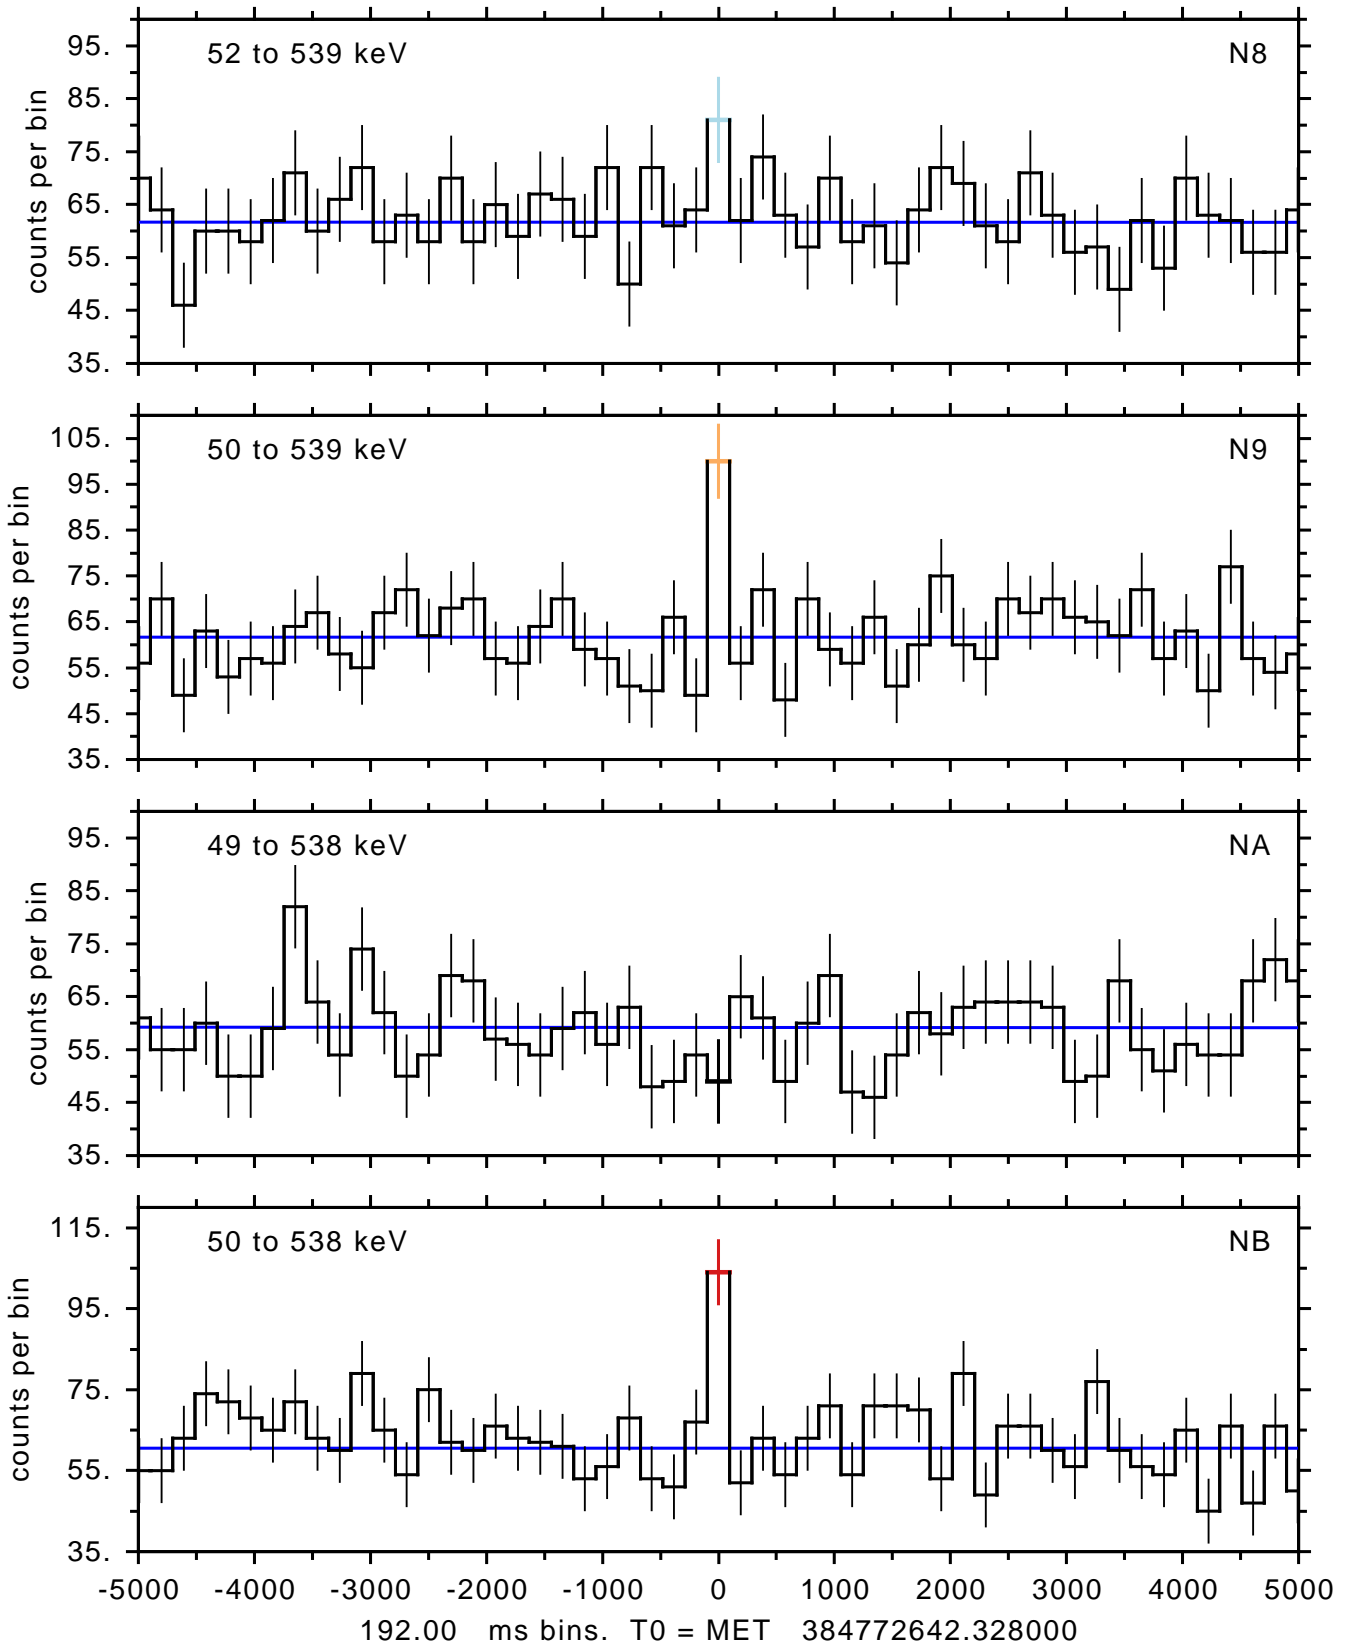 52 to 539 keV N8
95.
85.
75.
65.
55.
45.
35.
counts per bin
50 to 539 keV N9
105.
95.
85.
75.
65.
55.
45.
35.
counts per bin
49 to 538 keV NA
95.
85.
75.
65.
55.
45.
35.
counts per bin
50 to 538 keV NB
115.
95.
75.
55.
35.
counts per bin
-5000 -4000 -3000 -2000 -1000 0 1000 2000 3000 4000 5000
192.00 ms bins. T0 = MET 384772642.328000